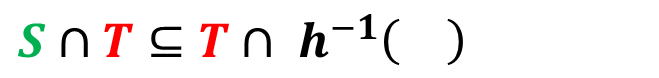 S ∩ T ⊆ T ∩ h⁻¹( )